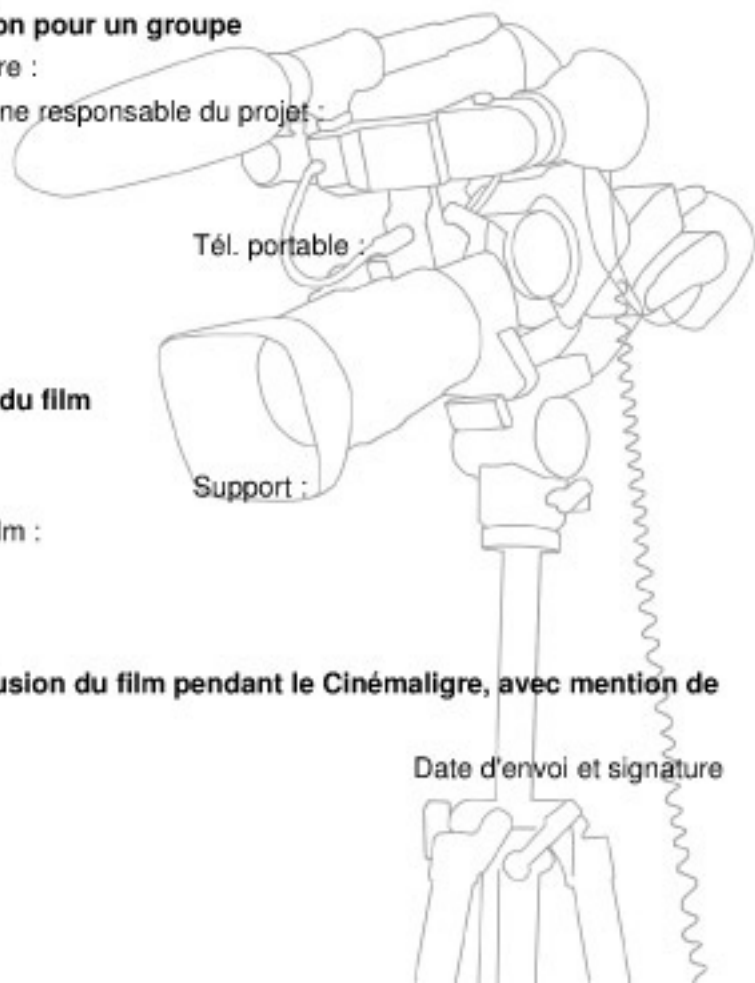 on pour un groupe
re :
ne responsable du projet :
Tél. portable :
du film
Support :
lm :
usion du film pendant le Cinémaligre, avec mention de
Date d'envoi et signature